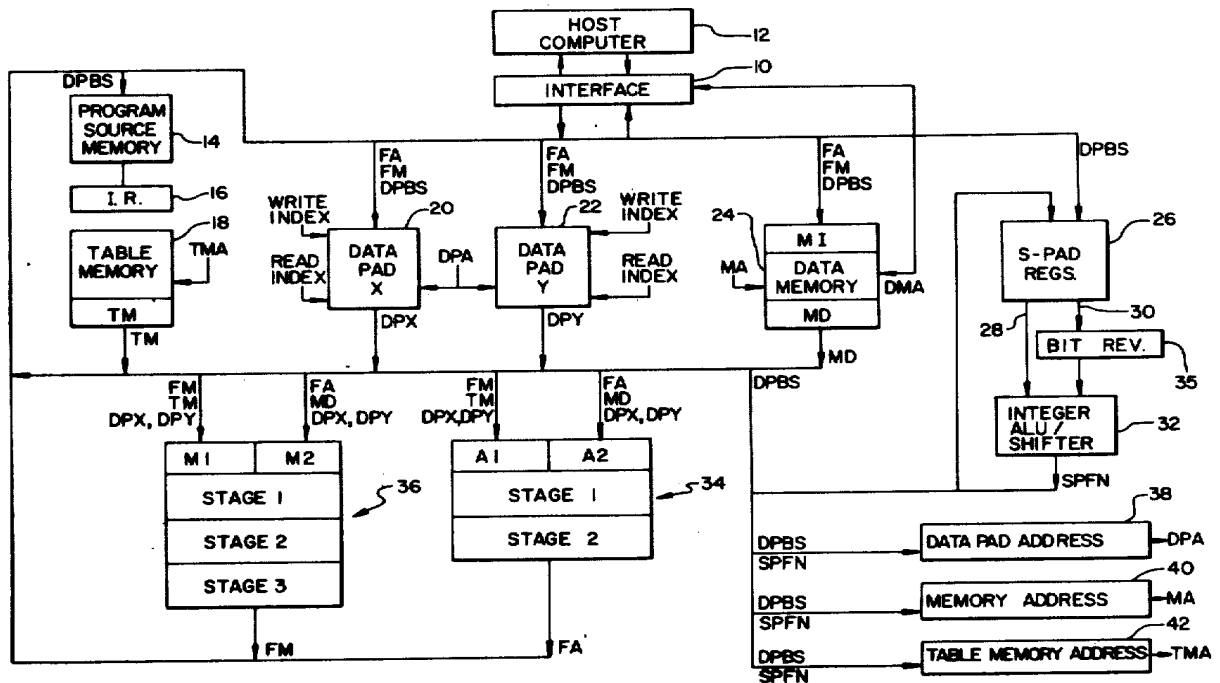 HOST
COMPUTER
12
10
INTERFACE
DPBS
PROGRAM
SOURCE
MEMORY
14
I.R.
16
18
TABLE
MEMORY
TMA
TM
TM
FA
FM
DPBS
WRITE
INDEX
20
READ
INDEX
DATA
PAD
X
DPA
DPX
FA
FM
DPBS
22
WRITE
INDEX
DATA
PAD
Y
READ
INDEX
DPY
FA
FM
DPBS
24
MI
MA
DATA
MEMORY
DMA
MD
MD
DPBS
26
S-PAD
REGS.
28
30
BIT REV.
35
INTEGER
ALU/
SHIFTER
32
SPFN
FM
TM
DPX, DPY
FA
MD
DPX, DPY
FM
TM
DPX,DPY
FA
MD
DPX, DPY
DPBS
M1
M2
STAGE 1
STAGE 2
STAGE 3
36
FM
A1
A2
STAGE 1
STAGE 2
34
FA
38
DPBS
SPFN
DATA PAD ADDRESS
DPA
40
DPBS
SPFN
MEMORY ADDRESS
MA
42
DPBS
SPFN
TABLE MEMORY ADDRESS
TMA